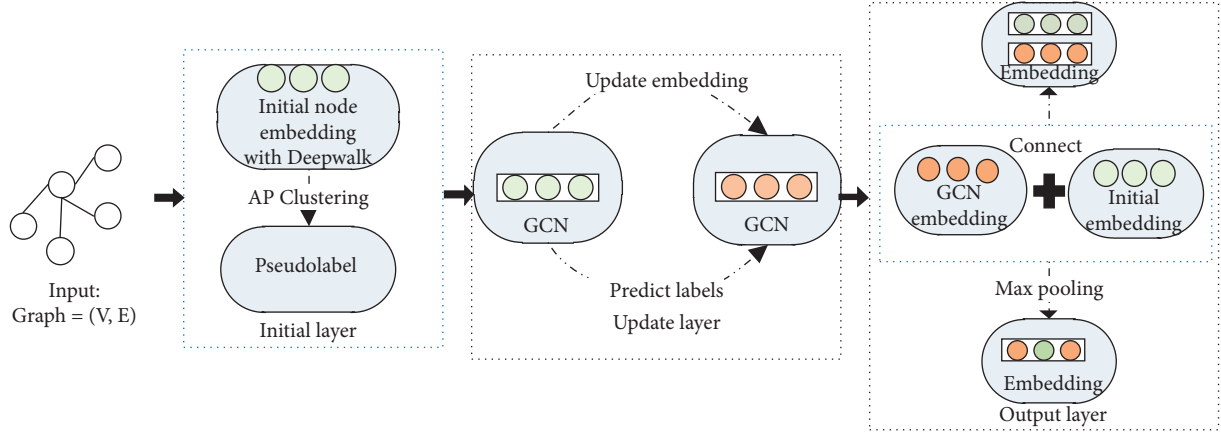 Input:
Graph = (V, E)
Initial node
embedding
with Deepwalk
AP Clustering
Pseudolabel
Initial layer
Update embedding
GCN
GCN
Predict labels
Update layer
Embedding
Connect
GCN
embedding
Initial
embedding
Max pooling
Embedding
Output layer